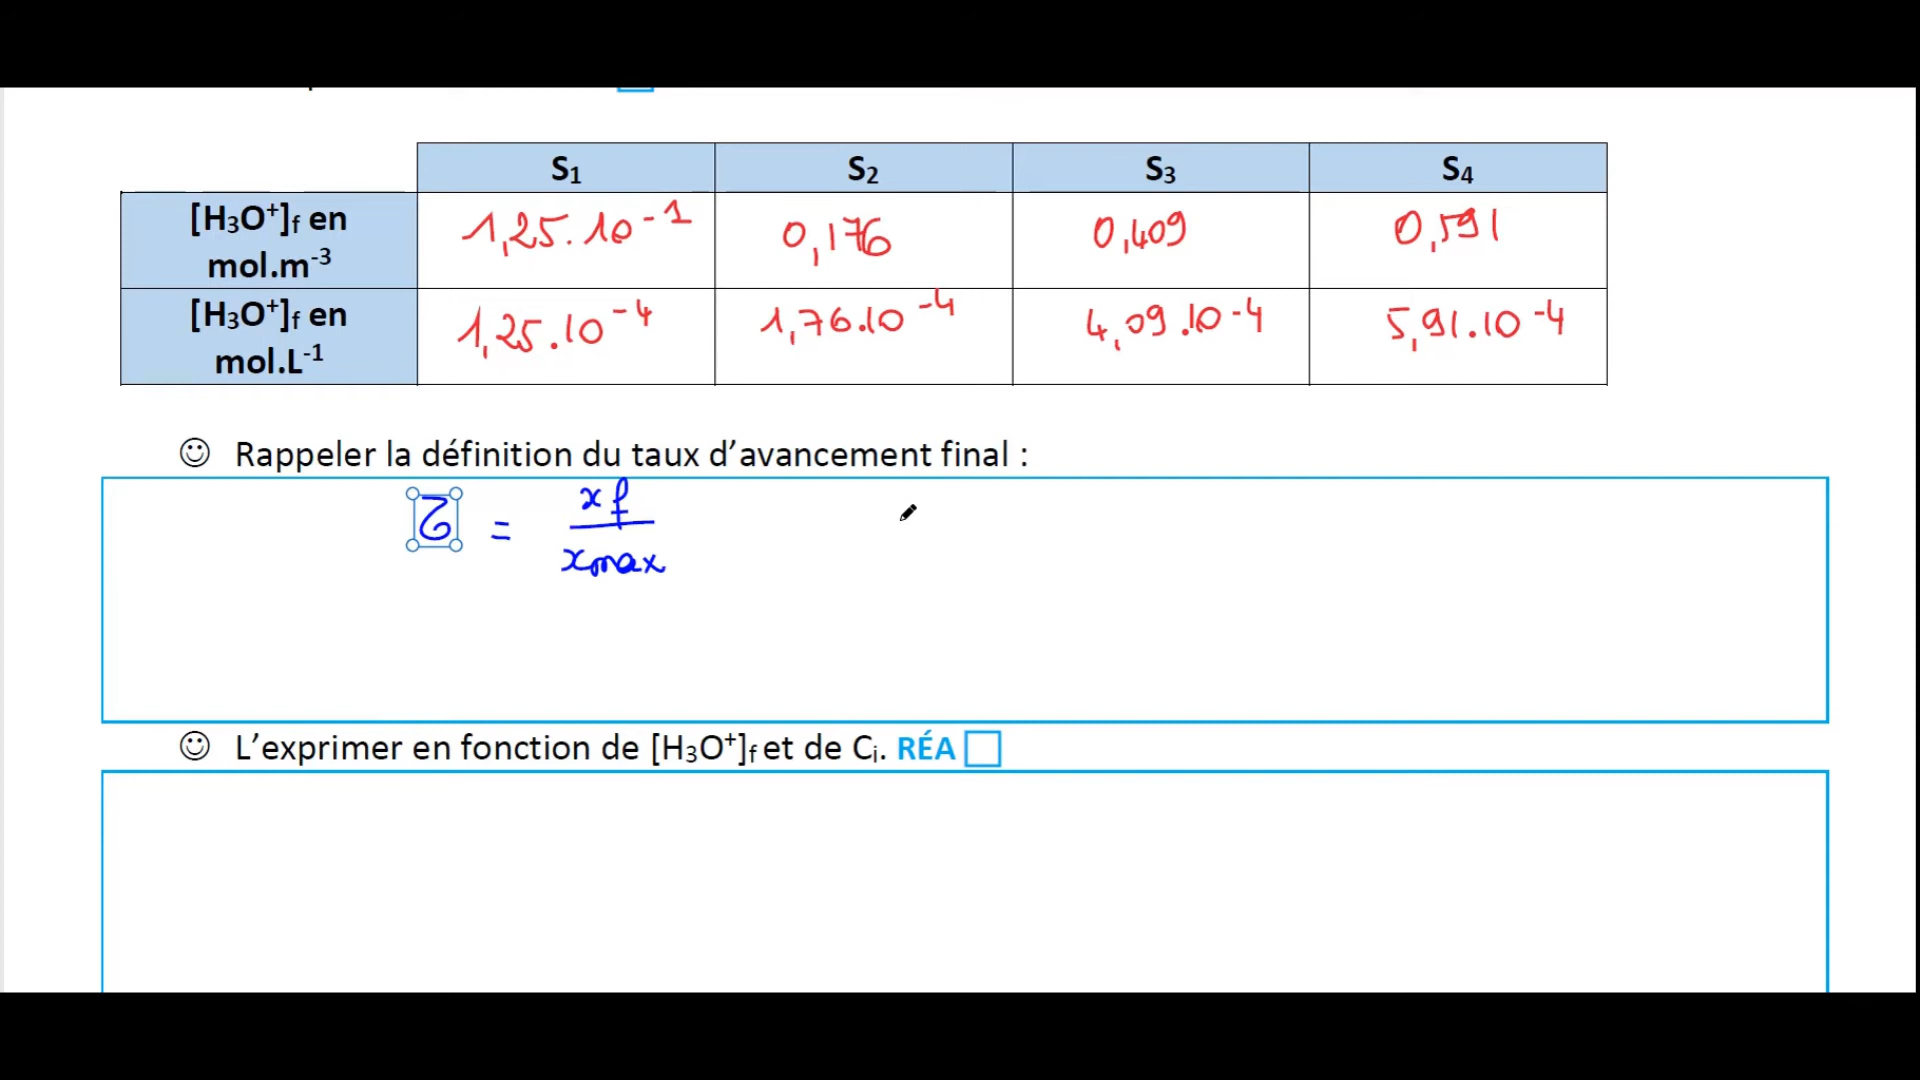 S₁ S₂ S₃ S₄
[H₃O⁺]f en mol.m⁻³ 1,25.10⁻¹ 0,176 0,409 0,591
[H₃O⁺]f en mol.L⁻¹ 1,25.10⁻⁴ 1,76.10⁻⁴ 4,09.10⁻⁴ 5,91.10⁻⁴
☺ Rappeler la définition du taux d’avancement final :
τ = xf / xmax
☺ L’exprimer en fonction de [H₃O⁺]f et de Cᵢ. RÉA □